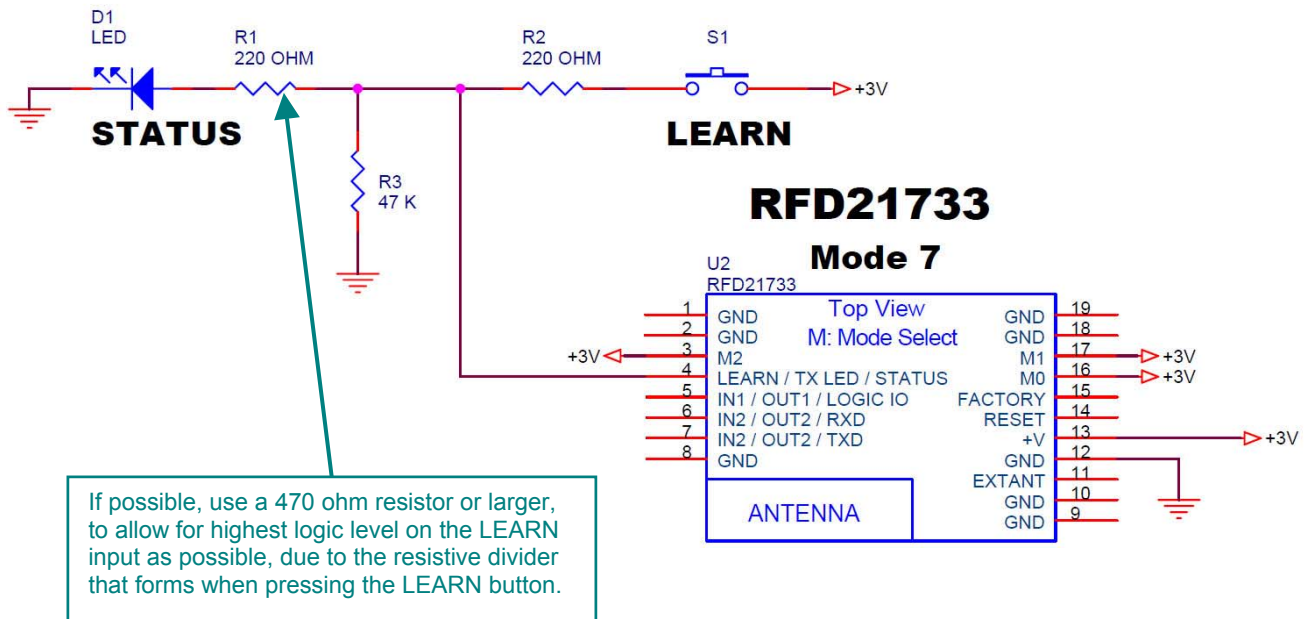 D1
LED
R1
220 OHM
R2
220 OHM
S1
+3V
STATUS
LEARN
R3
47 K
RFD21733
Mode 7
U2
RFD21733
Top View
M: Mode Select
1 GND
2 GND
+3V 3 M2
4 LEARN / TX LED / STATUS
5 IN1 / OUT1 / LOGIC IO
6 IN2 / OUT2 / RXD
7 IN2 / OUT2 / TXD
8 GND
GND 19
GND 18
M1 17 +3V
M0 16 +3V
FACTORY 15
RESET 14
+V 13 +3V
GND 12
EXTANT 11
GND 10
GND 9
ANTENNA
If possible, use a 470 ohm resistor or larger,
to allow for highest logic level on the LEARN
input as possible, due to the resistive divider
that forms when pressing the LEARN button.